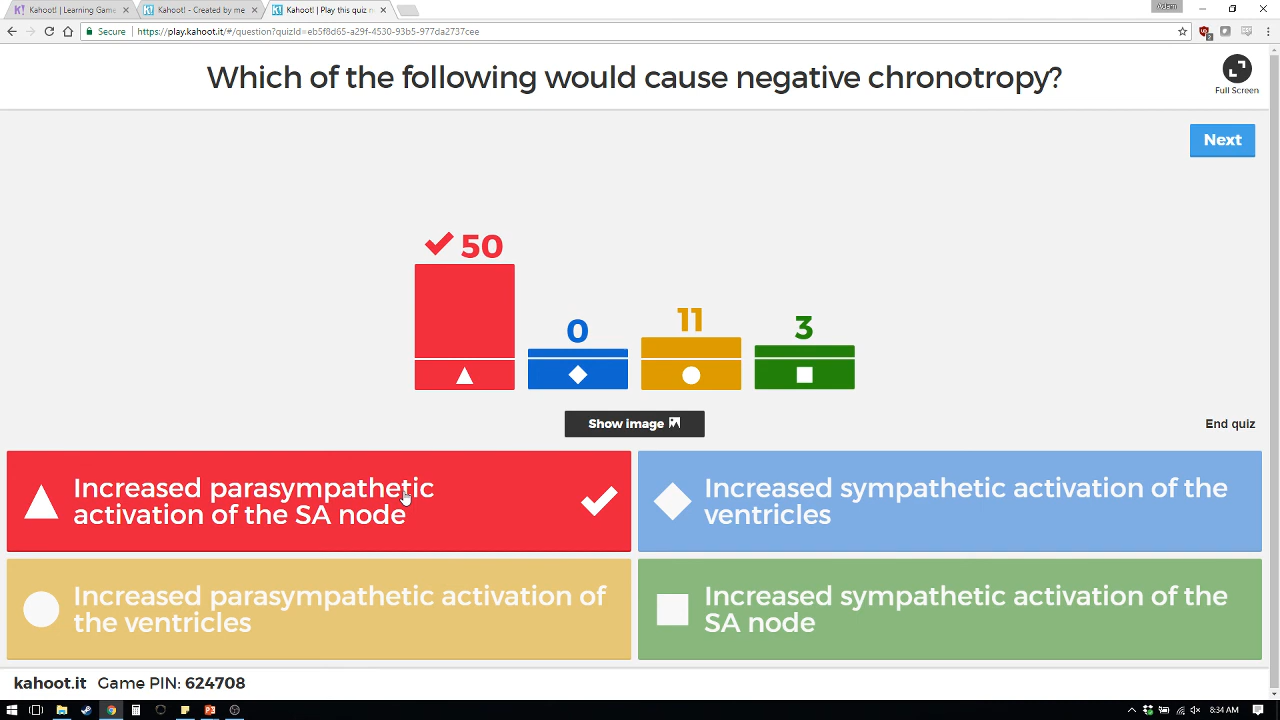 Kahoot! | Learning Game
Kahoot! - Created by me
Kahoot! | Play this quiz n
Adam
Secure
https://play.kahoot.it/#/question?quizId=eb5f8d65-a29f-4530-93b5-977da2737cee
Which of the following would cause negative chronotropy?
Full Screen
Next
50
0
11
3
Show image
End quiz
Increased parasympathetic
activation of the SA node
Increased sympathetic activation of the
ventricles
Increased parasympathetic activation of
the ventricles
Increased sympathetic activation of the
SA node
kahoot.it Game PIN: 624708
8:34 AM